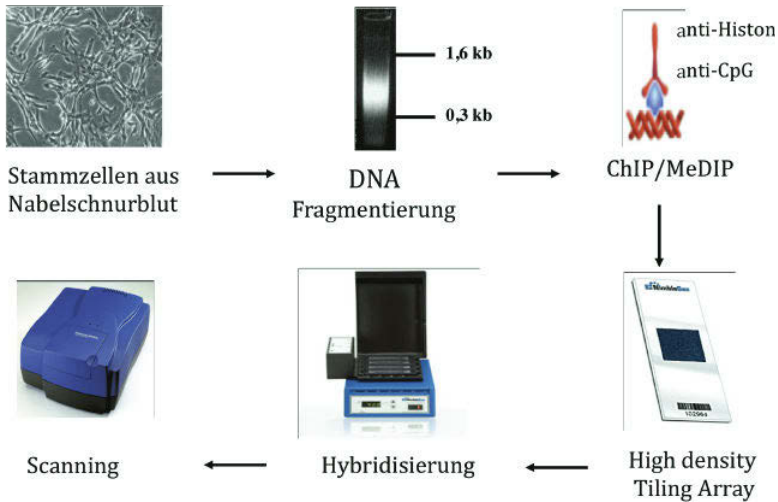 1,6 kb
0,3 kb
anti-Histon
anti-CpG
Stammzellen aus
Nabelschnurblut
DNA
Fragmentierung
ChIP/MeDIP
NimbleGen
Scanning
Hybridisierung
High density
Tiling Array